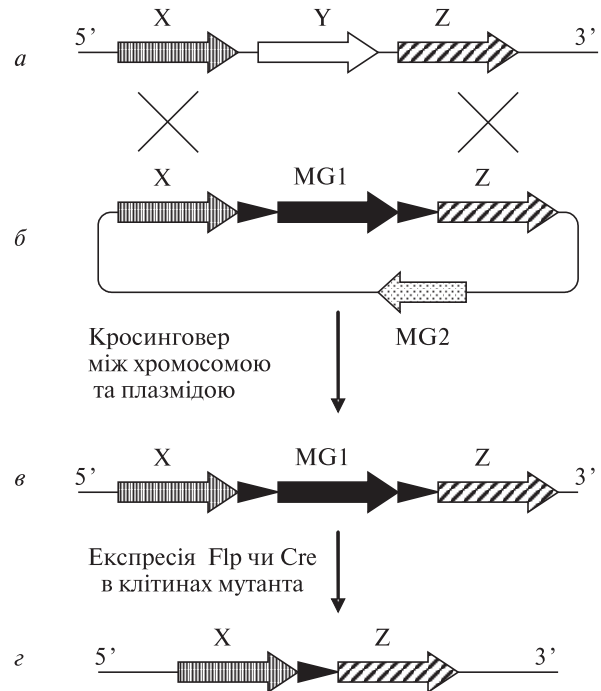 X Y Z
а 5’ 3’
X MG1 Z
б
MG2
Кросинговер
між хромосомою
та плазмідою
X MG1 Z
в 5’ 3’
Експресія Flp чи Cre
в клітинах мутанта
X Z
г 5’ 3’